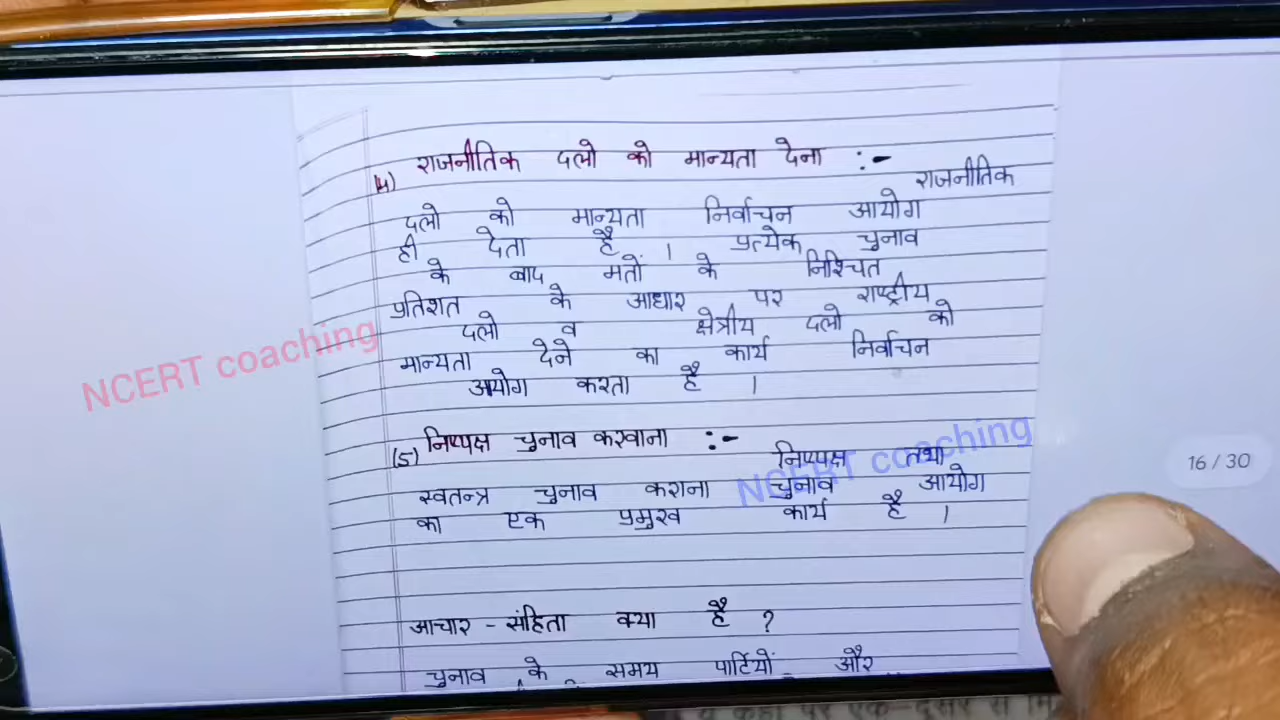 (4) राजनीतिक दलो को मान्यता देना :-
राजनीतिक
दलो को मान्यता निर्वाचन आयोग
ही देता है । प्रत्येक चुनाव
के बाद मतों के निश्चित
प्रतिशत के आधार पर राष्ट्रीय
दलो व क्षेत्रीय दलो को
मान्यता देने का कार्य निर्वाचन
आयोग करता है ।
NCERT coaching
(5) निष्पक्ष चुनाव करवाना :-
निष्पक्ष तथा
NCERT coaching
स्वतन्त्र चुनाव कराना चुनाव आयोग
का एक प्रमुख कार्य है ।
16 / 30
आचार - संहिता क्या है ?
चुनाव के समय पार्टियों और